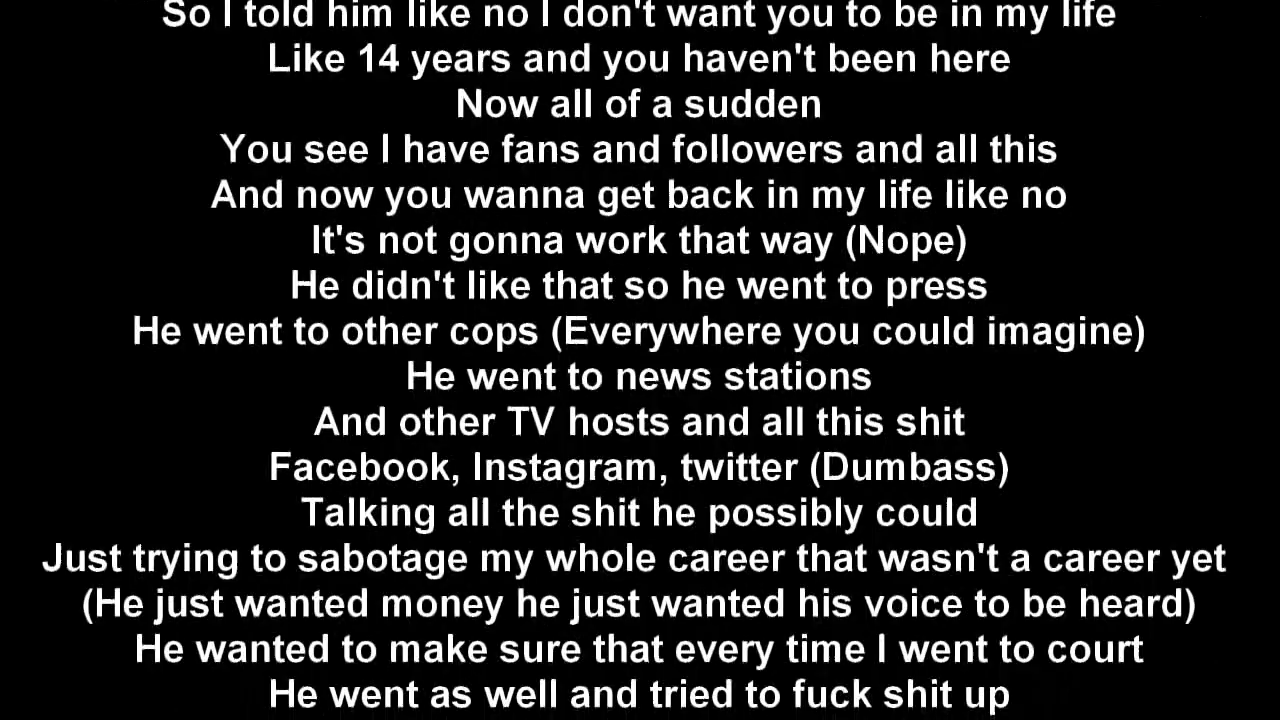 So I told him like no I don't want you to be in my life
Like 14 years and you haven't been here
Now all of a sudden
You see I have fans and followers and all this
And now you wanna get back in my life like no
It's not gonna work that way (Nope)
He didn't like that so he went to press
He went to other cops (Everywhere you could imagine)
He went to news stations
And other TV hosts and all this shit
Facebook, Instagram, twitter (Dumbass)
Talking all the shit he possibly could
Just trying to sabotage my whole career that wasn't a career yet
(He just wanted money he just wanted his voice to be heard)
He wanted to make sure that every time I went to court
He went as well and tried to fuck shit up